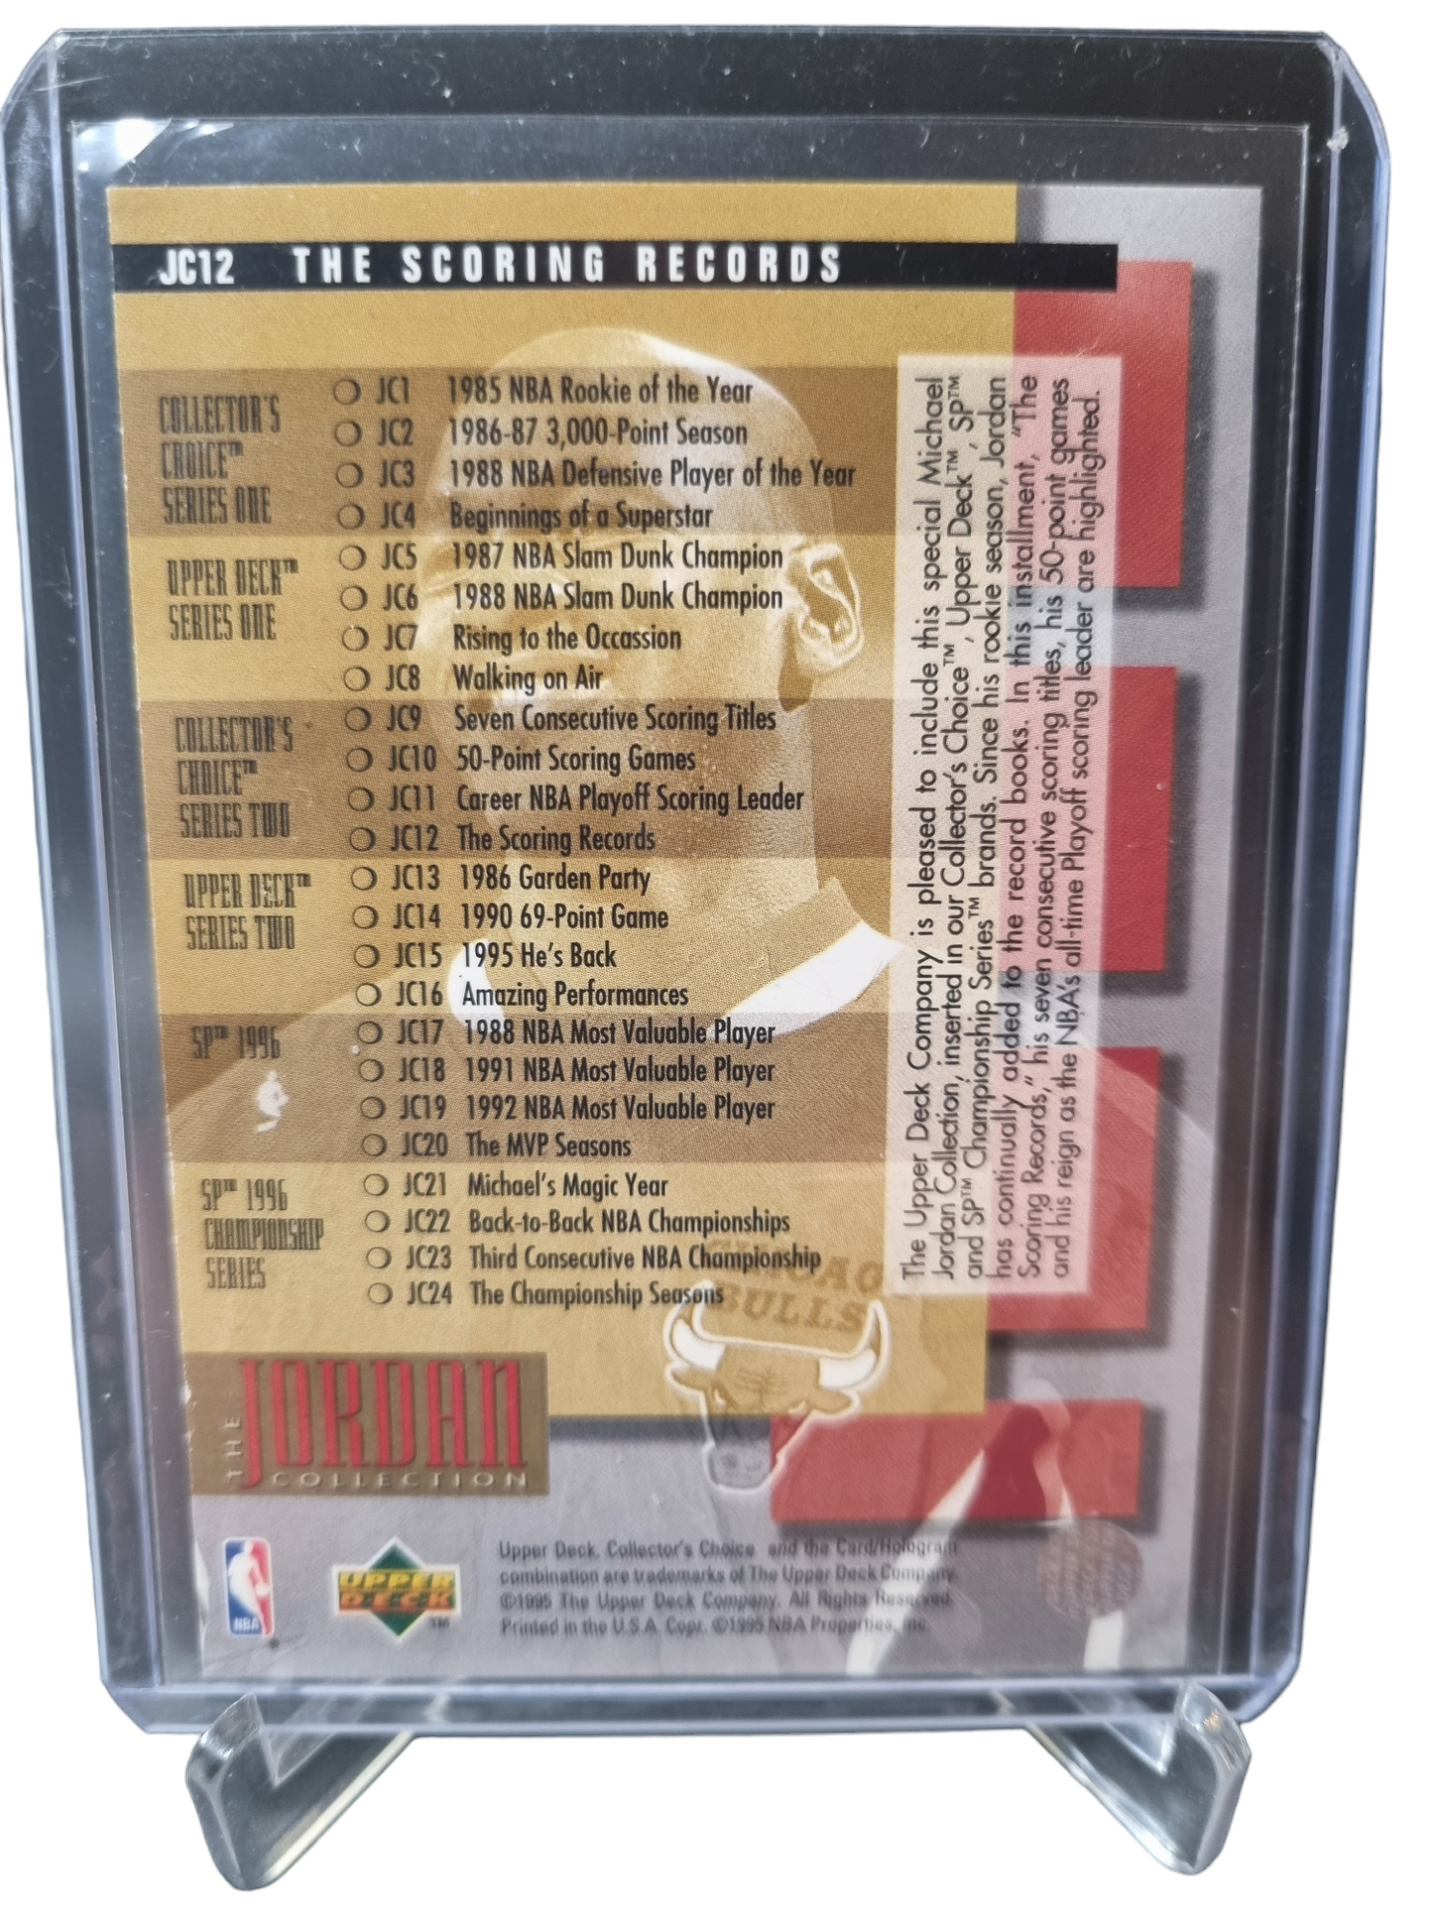 JC12 THE SCORING RECORDS
COLLECTOR'S
CHOICE™
SERIES ONE
JC1 1985 NBA Rookie of the Year
JC2 1986-87 3,000-Point Season
JC3 1988 NBA Defensive Player of the Year
JC4 Beginnings of a Superstar
UPPER DECK™
SERIES ONE
JC5 1987 NBA Slam Dunk Champion
JC6 1988 NBA Slam Dunk Champion
JC7 Rising to the Occassion
JC8 Walking on Air
COLLECTOR'S
CHOICE™
SERIES TWO
JC9 Seven Consecutive Scoring Titles
JC10 50-Point Scoring Games
JC11 Career NBA Playoff Scoring Leader
JC12 The Scoring Records
UPPER DECK™
SERIES TWO
JC13 1986 Garden Party
JC14 1990 69-Point Game
JC15 1995 He's Back
JC16 Amazing Performances
SP™ 1996
JC17 1988 NBA Most Valuable Player
JC18 1991 NBA Most Valuable Player
JC19 1992 NBA Most Valuable Player
JC20 The MVP Seasons
SP™ 1996
CHAMPIONSHIP
SERIES
JC21 Michael's Magic Year
JC22 Back-to-Back NBA Championships
JC23 Third Consecutive NBA Championship
JC24 The Championship Seasons
The Upper Deck Company is pleased to include this special Michael
Jordan Collection, inserted in our Collector's Choice™, Upper Deck™, SP™
and SP™ Championship Series™ brands. Since his rookie season, Jordan
has continually added to the record books. In this installment, "The
Scoring Records," his seven consecutive scoring titles, his 50-point games
and his reign as the NBA's all-time Playoff scoring leader are highlighted.
CHICAGO
BULLS
THE
JORDAN
COLLECTION
NBA
UPPER
DECK™
Upper Deck, Collector's Choice and the Card/Hologram
combination are trademarks of The Upper Deck Company.
©1995 The Upper Deck Company. All Rights Reserved.
Printed in the U.S.A. Copr. ©1995 NBA Properties, Inc.